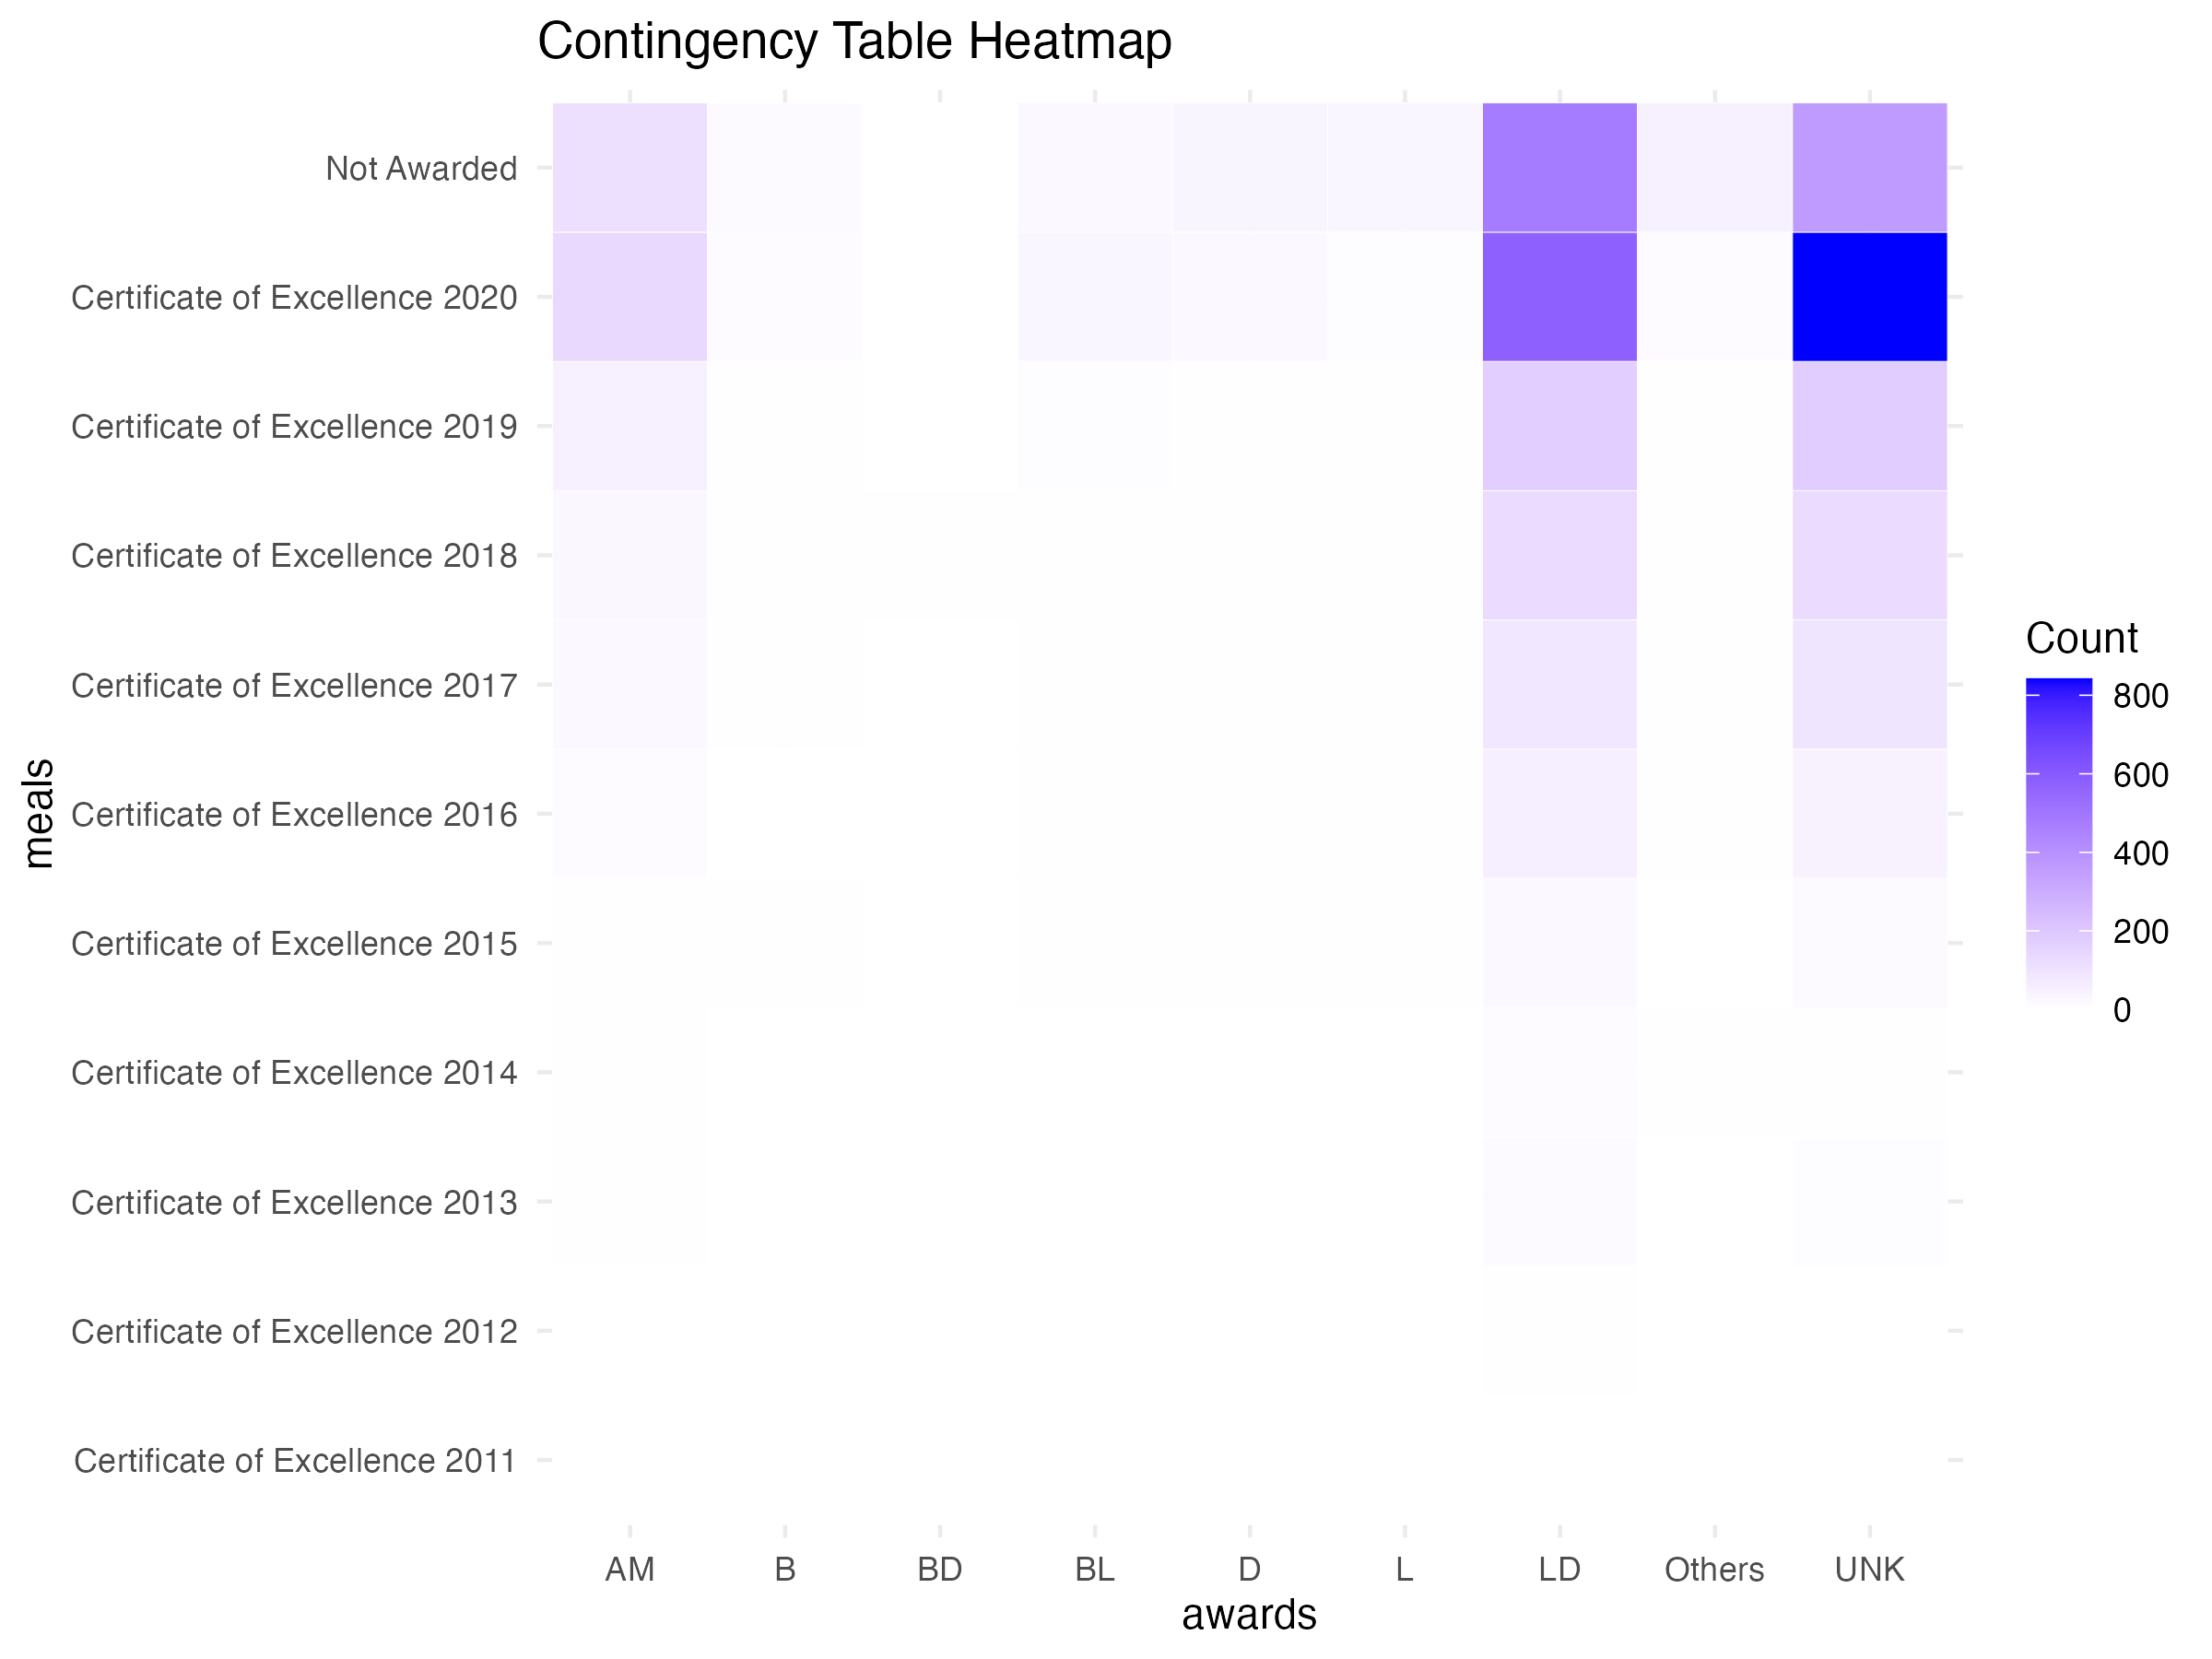 Contingency Table Heatmap
Not Awarded
Certificate of Excellence 2020
Certificate of Excellence 2019
Certificate of Excellence 2018
Certificate of Excellence 2017
Certificate of Excellence 2016
Certificate of Excellence 2015
Certificate of Excellence 2014
Certificate of Excellence 2013
Certificate of Excellence 2012
Certificate of Excellence 2011
meals
AM B BD BL D L LD Others UNK
awards
Count
800
600
400
200
0